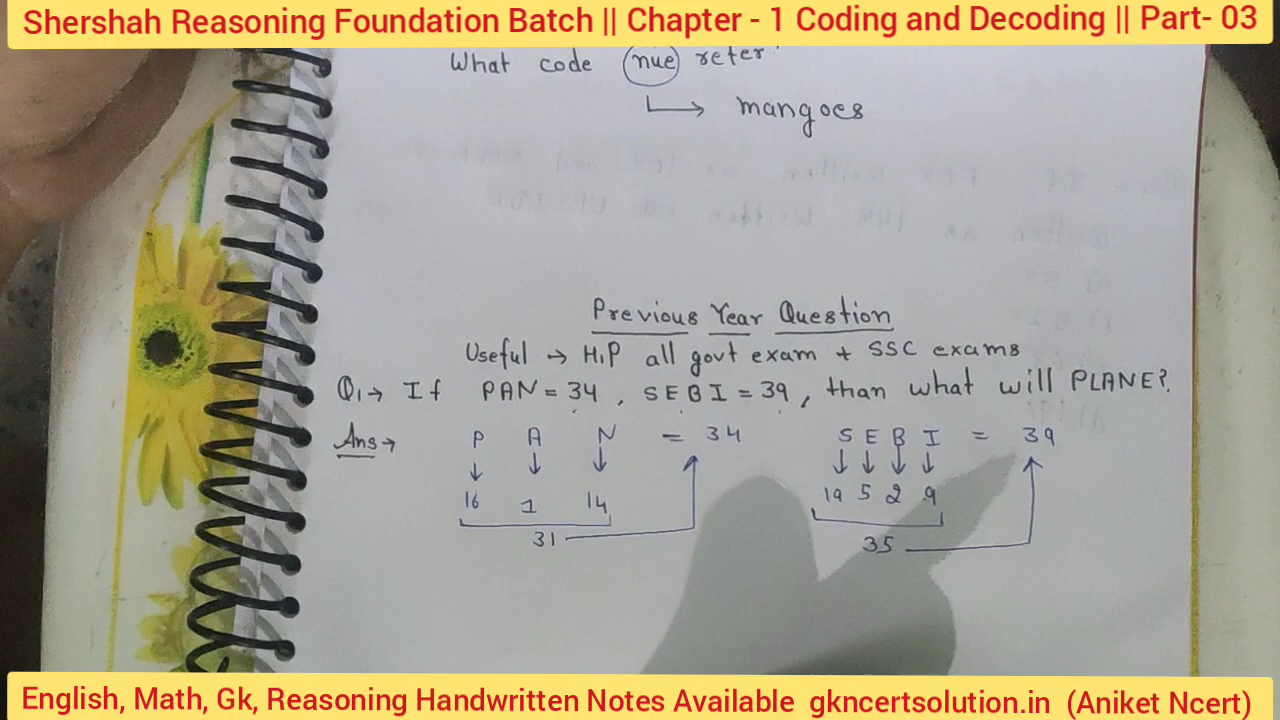 Shershah Reasoning Foundation Batch || Chapter - 1 Coding and Decoding || Part- 03
What code nue refer?
→ mangoes
Previous Year Question
Useful → H.P all govt exam + SSC exams
Q1→ If PAN = 34 , SEBI = 39 , than what will PLANE?.
Ans→ P A N = 34 S E B I = 39
↓ ↓ ↓ ↓ ↓ ↓ ↓
16 1 14 19 5 2 9
31 35
English, Math, Gk, Reasoning Handwritten Notes Available gkncertsolution.in (Aniket Ncert)